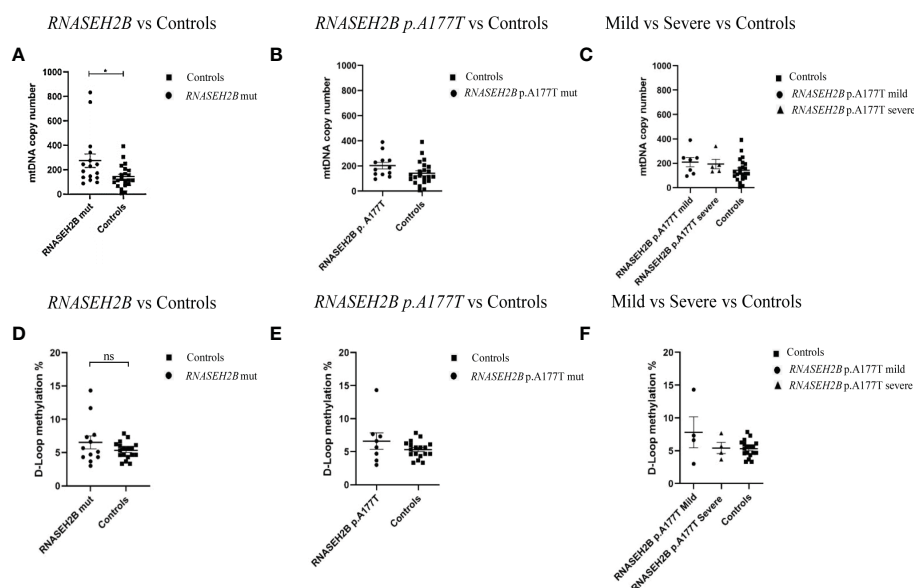 RNASEH2B vs Controls
RNASEH2B p.A177T vs Controls
Mild vs Severe vs Controls
A
mtDNA copy number
1000
800
600
400
200
0
*
RNASEH2B mut
Controls
Controls
RNASEH2B mut
B
mtDNA copy number
1000
800
600
400
200
0
RNASEH2B p. A177T
Controls
Controls
RNASEH2B p.A177T mut
C
mtDNA copy number
1000
800
600
400
200
0
RNASEH2B p.A177T mild
RNASEH2B p.A177T severe
Controls
Controls
RNASEH2B p.A177T mild
RNASEH2B p.A177T severe
RNASEH2B vs Controls
RNASEH2B p.A177T vs Controls
Mild vs Severe vs Controls
D
D-Loop methylation %
20
15
10
5
0
ns
RNASEH2B mut
Controls
Controls
RNASEH2B mut
E
D-Loop methylation %
20
15
10
5
0
RNASEH2B p.A177T
Controls
Controls
RNASEH2B p.A177T mut
F
D-Loop methylation %
20
15
10
5
0
RNASEH2B p.A177T Mild
RNASEH2B p.A177T Severe
Controls
Controls
RNASEH2B p.A177T mild
RNASEH2B p.A177T severe